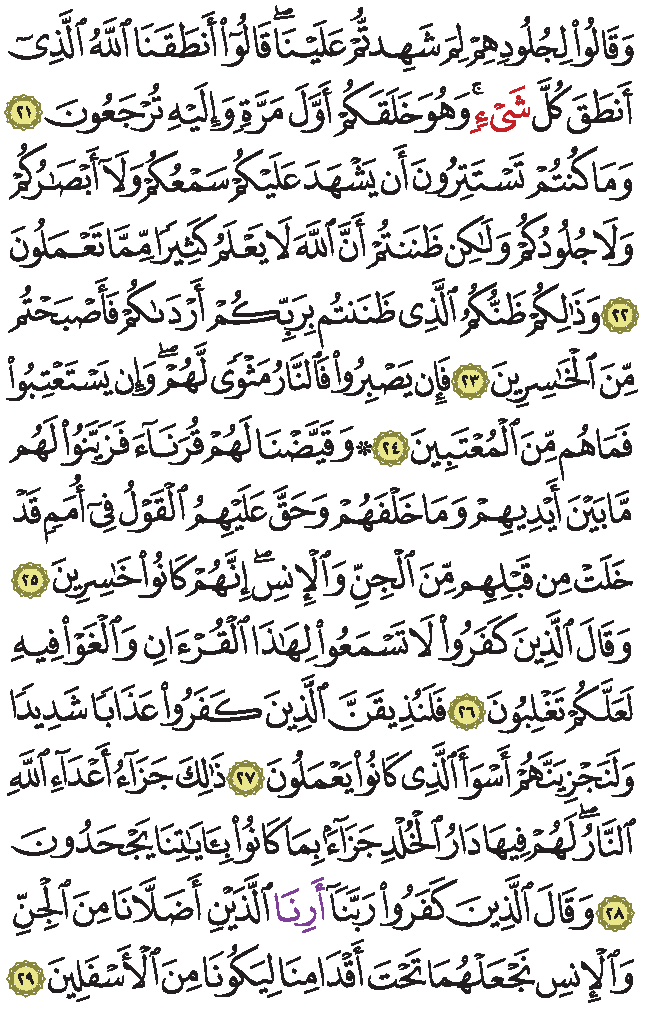 وَقَالُوا۟ لِجُلُودِهِمْ لِمَ شَهِدتُّمْ عَلَيْنَا ۖ قَالُوٓا۟ أَنطَقَنَا ٱللَّهُ ٱلَّذِىٓ
أَنطَقَ كُلَّ شَىْءٍ ۚ وَهُوَ خَلَقَكُمْ أَوَّلَ مَرَّةٍ وَإِلَيْهِ تُرْجَعُونَ ٢١
وَمَا كُنتُمْ تَسْتَتِرُونَ أَن يَشْهَدَ عَلَيْكُمْ سَمْعُكُمْ وَلَآ أَبْصَـٰرُكُمْ
وَلَا جُلُودُكُمْ وَلَـٰكِن ظَنَنتُمْ أَنَّ ٱللَّهَ لَا يَعْلَمُ كَثِيرًا مِّمَّا تَعْمَلُونَ
٢٢ وَذَٰلِكُمْ ظَنُّكُمُ ٱلَّذِى ظَنَنتُم بِرَبِّكُمْ أَرْدَىٰكُمْ فَأَصْبَحْتُم
مِّنَ ٱلْخَـٰسِرِينَ ٢٣ فَإِن يَصْبِرُوا۟ فَٱلنَّارُ مَثْوًى لَّهُمْ ۖ وَإِن يَسْتَعْتِبُوا۟
فَمَا هُم مِّنَ ٱلْمُعْتَبِينَ ٢٤ ۞ وَقَيَّضْنَا لَهُمْ قُرَنَآءَ فَزَيَّنُوا۟ لَهُم
مَّا بَيْنَ أَيْدِيهِمْ وَمَا خَلْفَهُمْ وَحَقَّ عَلَيْهِمُ ٱلْقَوْلُ فِىٓ أُمَمٍ قَدْ
خَلَتْ مِن قَبْلِهِم مِّنَ ٱلْجِنِّ وَٱلْإِنسِ ۖ إِنَّهُمْ كَانُوا۟ خَـٰسِرِينَ ٢٥
وَقَالَ ٱلَّذِينَ كَفَرُوا۟ لَا تَسْمَعُوا۟ لِهَـٰذَا ٱلْقُرْءَانِ وَٱلْغَوْا۟ فِيهِ
لَعَلَّكُمْ تَغْلِبُونَ ٢٦ فَلَنُذِيقَنَّ ٱلَّذِينَ كَفَرُوا۟ عَذَابًا شَدِيدًا
وَلَنَجْزِيَنَّهُمْ أَسْوَأَ ٱلَّذِى كَانُوا۟ يَعْمَلُونَ ٢٧ ذَٰلِكَ جَزَآءُ أَعْدَآءِ ٱللَّهِ
ٱلنَّارُ ۖ لَهُمْ فِيهَا دَارُ ٱلْخُلْدِ جَزَآءًۢ بِمَا كَانُوا۟ بِـَٔايَـٰتِنَا يَجْحَدُونَ
٢٨ وَقَالَ ٱلَّذِينَ كَفَرُوا۟ رَبَّنَآ أَرِنَا ٱلَّذَيْنِ أَضَلَّانَا مِنَ ٱلْجِنِّ
وَٱلْإِنسِ نَجْعَلْهُمَا تَحْتَ أَقْدَامِنَا لِيَكُونَا مِنَ ٱلْأَسْفَلِينَ ٢٩